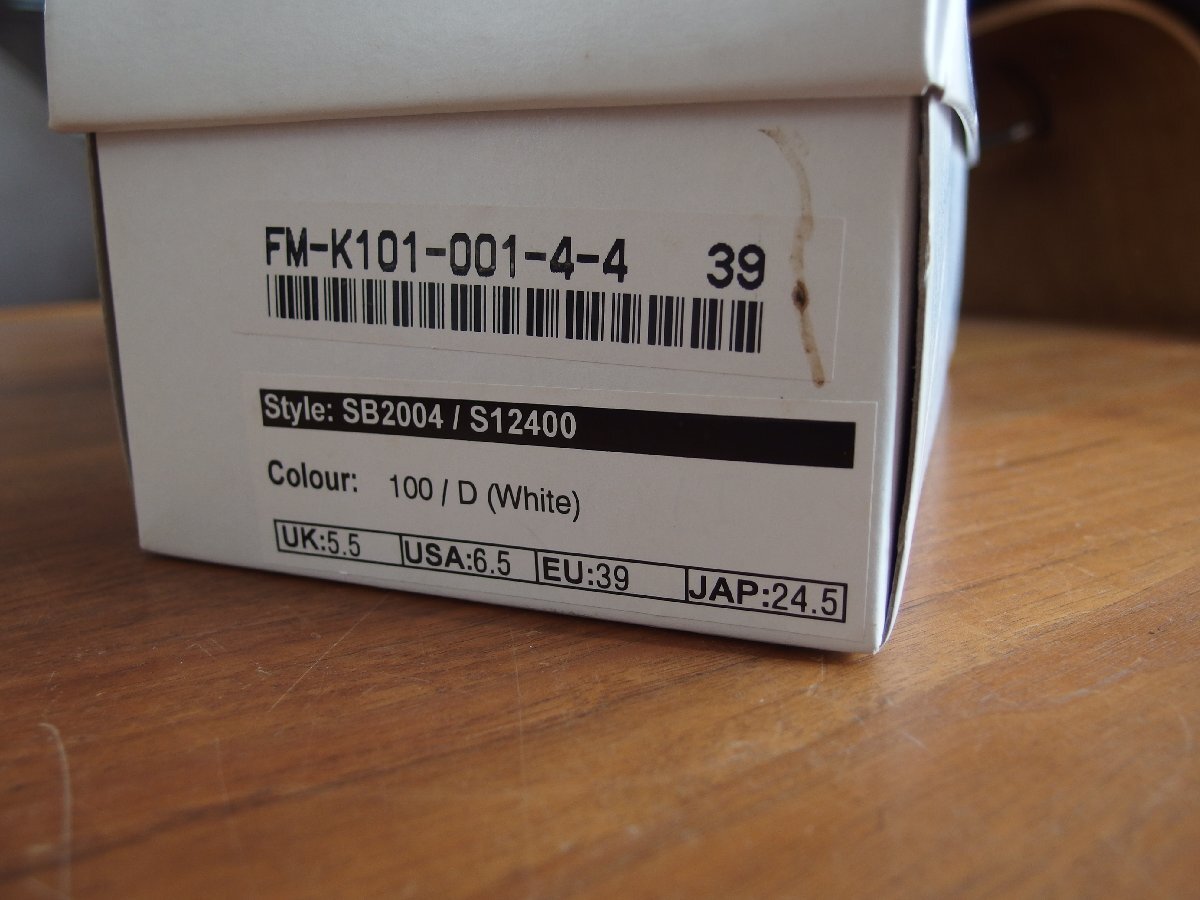 FM-K101-001-4-4 39
Style: SB2004 / S12400
Colour: 100 / D (White)
UK:5.5 USA:6.5 EU:39 JAP:24.5